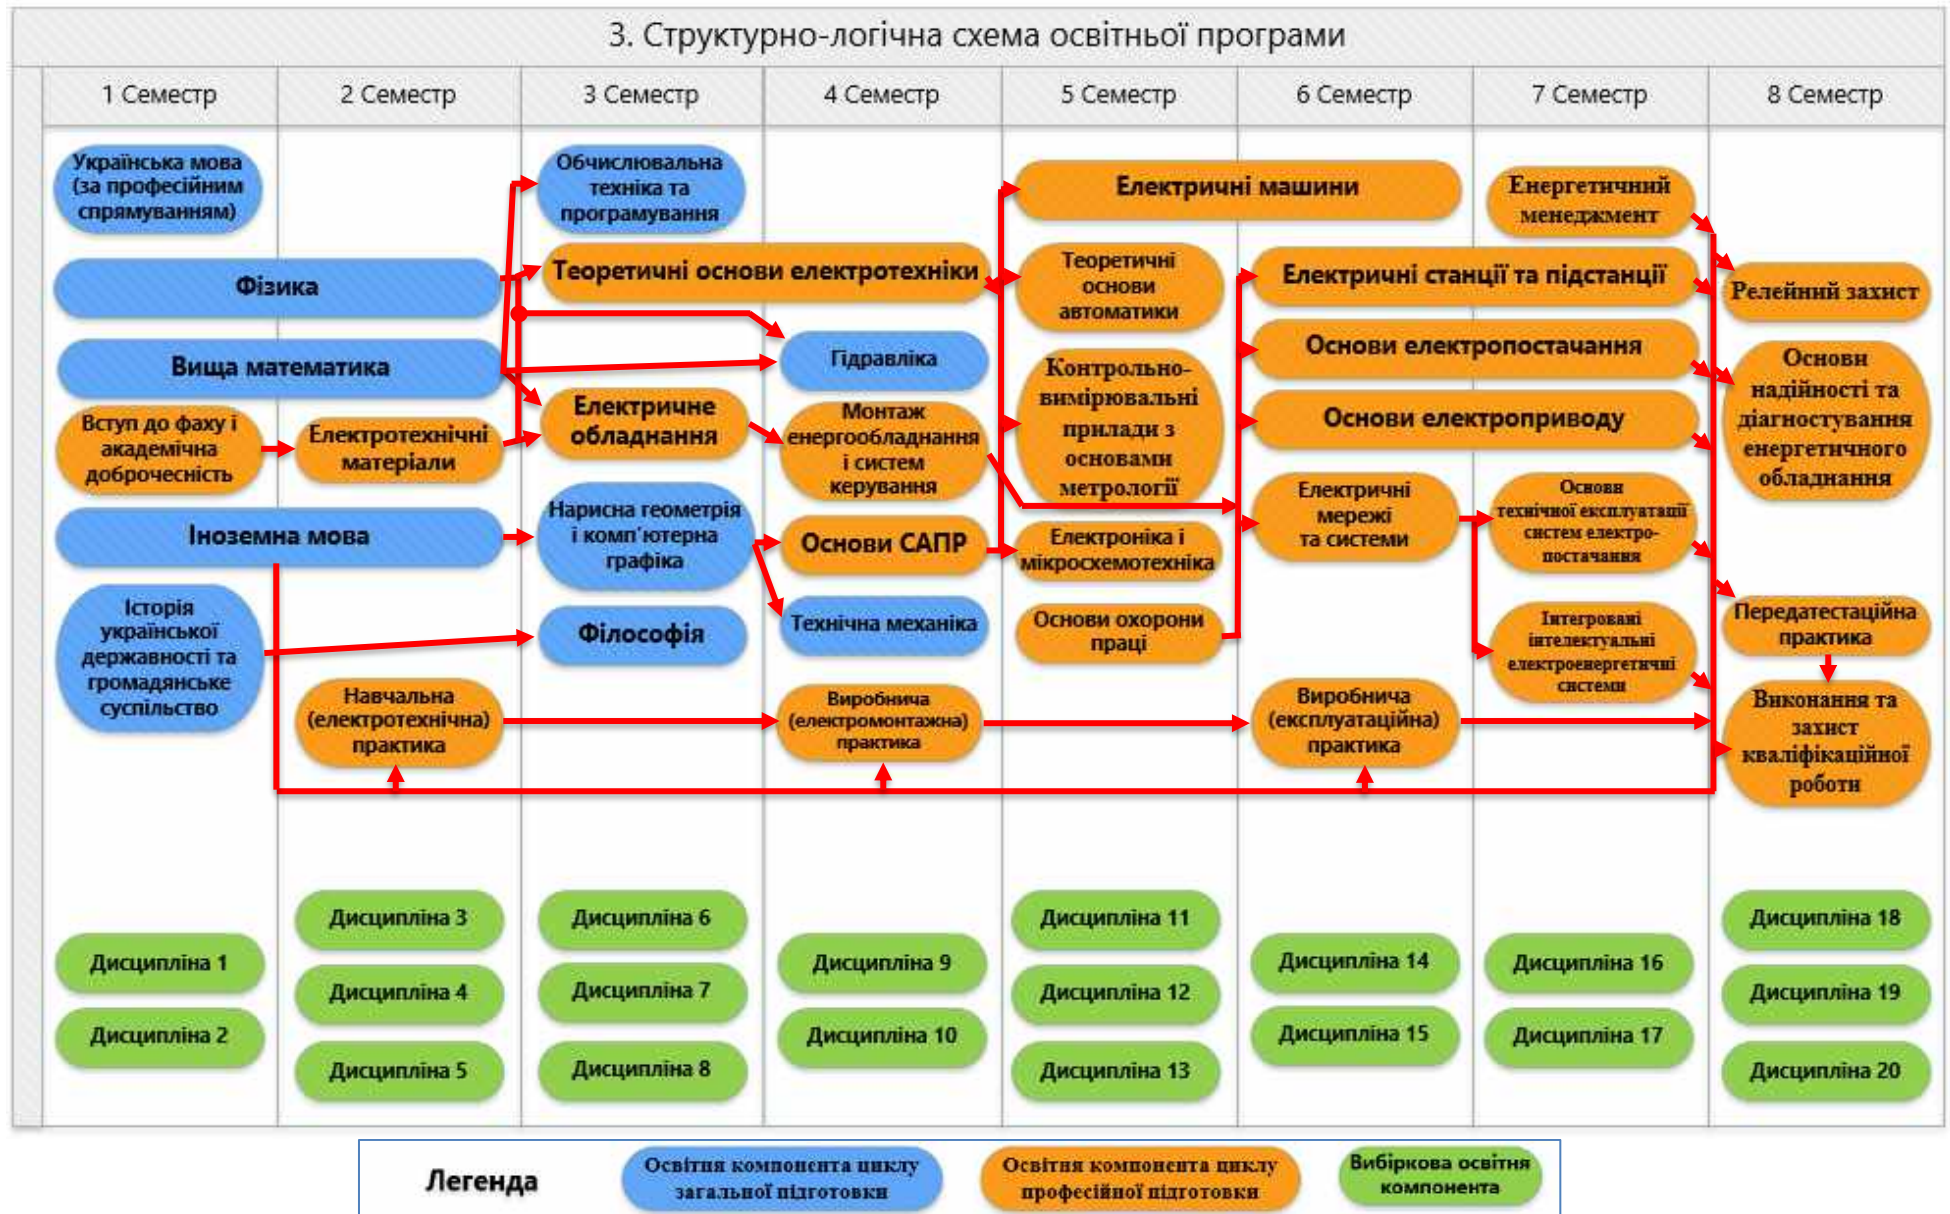 3. Структурно-логічна схема освітньої програми
1 Семестр
2 Семестр
3 Семестр
4 Семестр
5 Семестр
6 Семестр
7 Семестр
8 Семестр
Українська мова
(за професійним
спрямуванням)
Фізика
Вища математика
Вступ до фаху і
академічна
доброчесність
Іноземна мова
Історія
української
державності та
громадянське
суспільство
Електротехнічні
матеріали
Навчальна
(електротехнічна)
практика
Обчислювальна
техніка та
програмування
Теоретичні основи електротехніки
Електричне
обладнання
Нарисна геометрія
і комп'ютерна
графіка
Філософія
Гідравліка
Монтаж
енергообладнання
і систем
керування
Основи САПР
Технічна механіка
Виробнича
(електромонтажна)
практика
Електричні машини
Теоретичні
основи
автоматики
Контрольно-
вимірювальні
прилади з
основами
метрології
Електроніка і
мікросхемотехніка
Основи охорони
праці
Електричні станції та підстанції
Основи електропостачання
Основи електроприводу
Електричні
мережі
та системи
Виробнича
(експлуатаційна)
практика
Енергетичний
менеджмент
Основи
технічної експлуатації
систем електро-
постачання
Інтегровані
інтелектуальні
електроенергетичні
системи
Релейний захист
Основи
надійності та
діагностування
енергетичного
обладнання
Передатестаційна
практика
Виконання та
захист
кваліфікаційної
роботи
Дисципліна 1
Дисципліна 2
Дисципліна 3
Дисципліна 4
Дисципліна 5
Дисципліна 6
Дисципліна 7
Дисципліна 8
Дисципліна 9
Дисципліна 10
Дисципліна 11
Дисципліна 12
Дисципліна 13
Дисципліна 14
Дисципліна 15
Дисципліна 16
Дисципліна 17
Дисципліна 18
Дисципліна 19
Дисципліна 20
Легенда
Освітня компонента циклу
загальної підготовки
Освітня компонента циклу
професійної підготовки
Вибіркова освітня
компонента